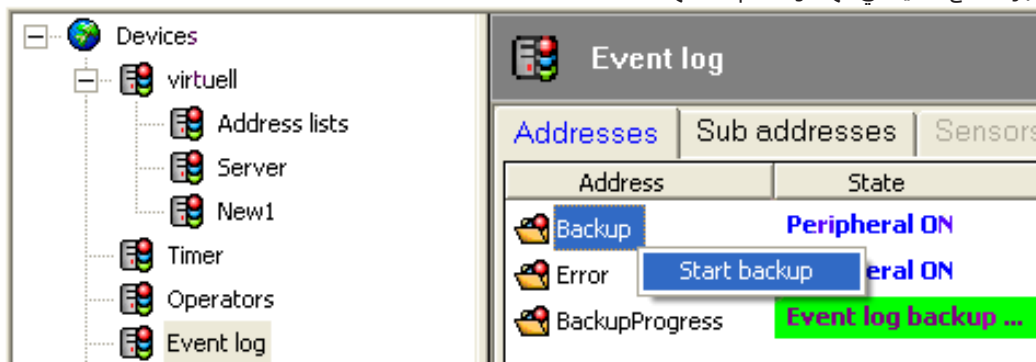 Devices
virtuell
Address lists
Server
New1
Timer
Operators
Event log
Event log
Addresses Sub addresses Sensors
Address State
Backup Peripheral ON
Start backup
Error eral ON
BackupProgress Event log backup ...